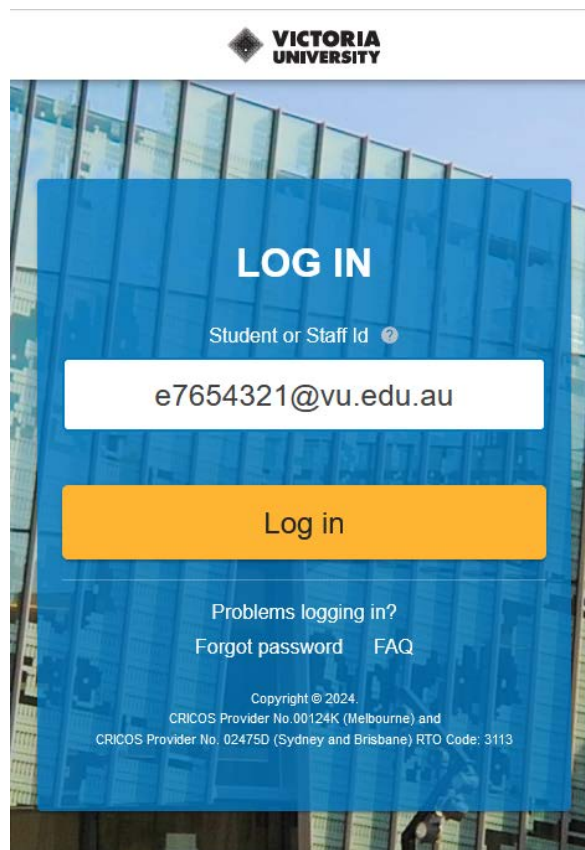 VICTORIA
UNIVERSITY
LOG IN
Student or Staff Id ?
e7654321@vu.edu.au
Log in
Problems logging in?
Forgot password FAQ
Copyright © 2024.
CRICOS Provider No.00124K (Melbourne) and
CRICOS Provider No. 02475D (Sydney and Brisbane) RTO Code: 3113